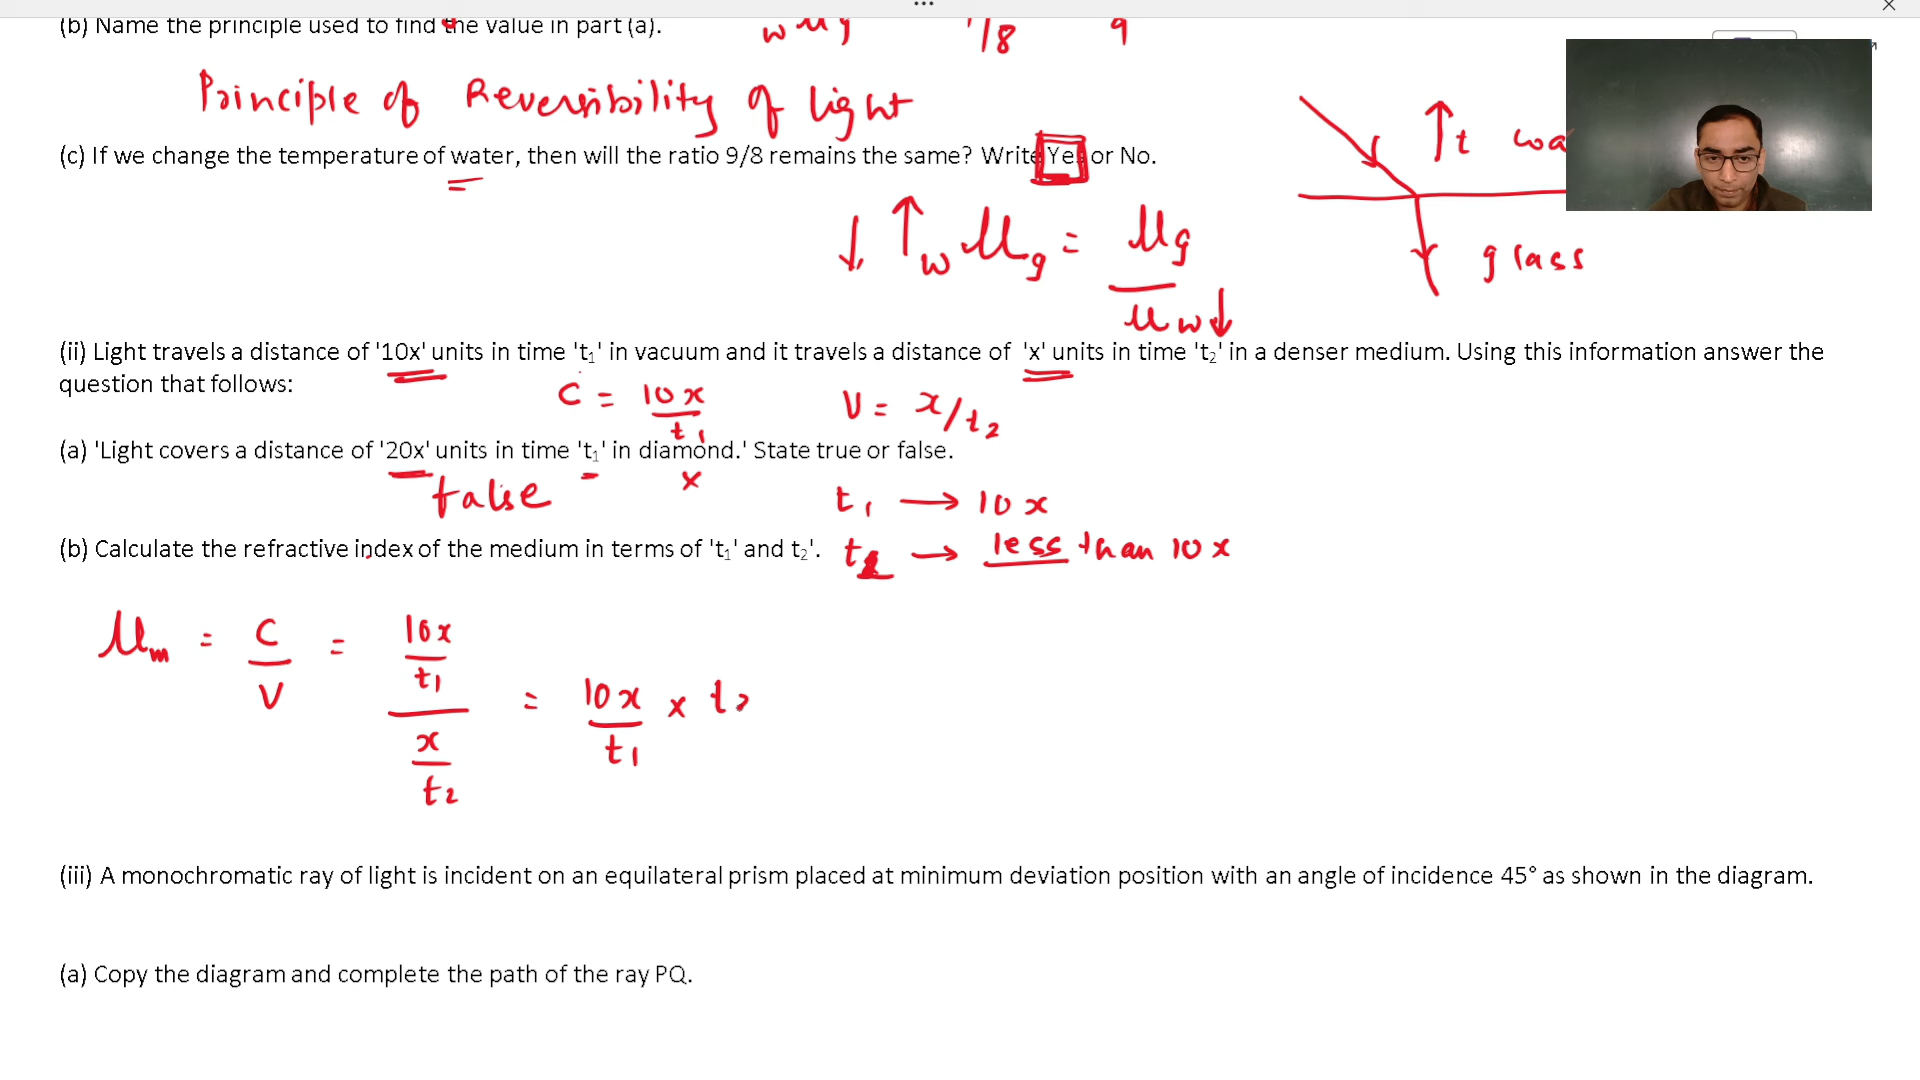 (b) Name the principle used to find the value in part (a).
w μ g 9/8 9
Principle of Reversibility of light
(c) If we change the temperature of water, then will the ratio 9/8 remains the same? Write Yes or No.
↑t
↓ ↑ wμg = μg / μw ↓
glass
(ii) Light travels a distance of '10x' units in time 't₁' in vacuum and it travels a distance of 'x' units in time 't₂' in a denser medium. Using this information answer the
question that follows:
C = 10x / t₁ V = x/t₂
(a) 'Light covers a distance of '20x' units in time 't₁' in diamond.' State true or false.
false x t₁ → 10x
(b) Calculate the refractive index of the medium in terms of 't₁' and t₂'.
→ less than 10x
μm = C / V = 10x / t₁ / x / t₂ = 10x / t₁ × t₂
(iii) A monochromatic ray of light is incident on an equilateral prism placed at minimum deviation position with an angle of incidence 45° as shown in the diagram.
(a) Copy the diagram and complete the path of the ray PQ.